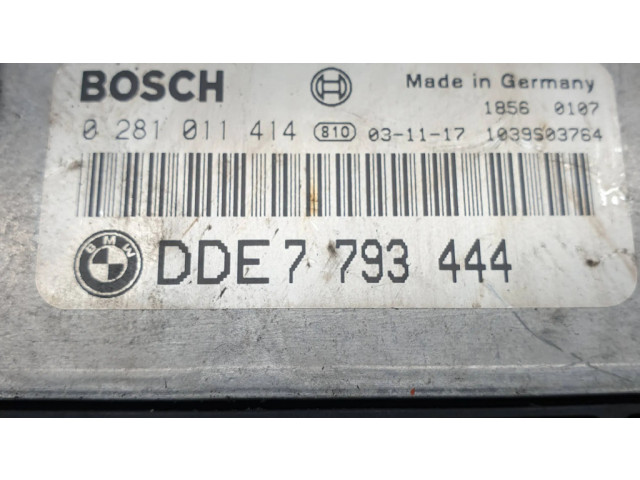 BOSCH Made in Germany
1856 0107
0 281 011 414 810 03-11-17 1039S03764
BMW DDE 7 793 444